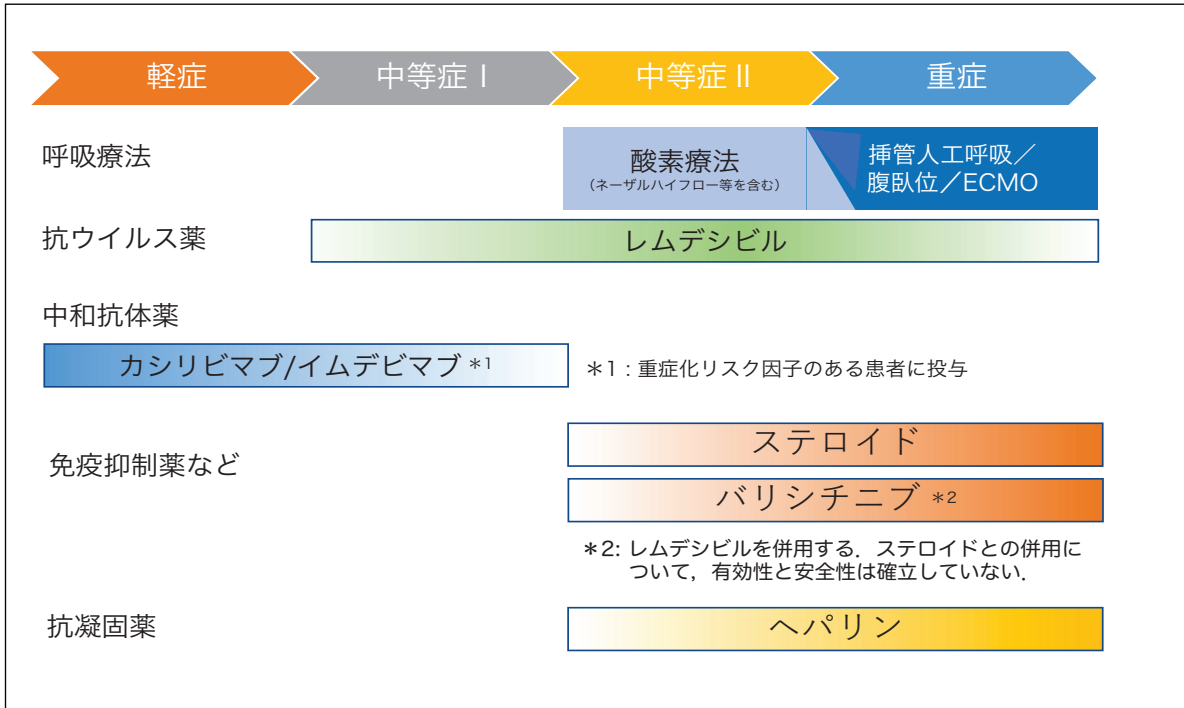 軽症
中等症 Ⅰ
中等症 Ⅱ
重症
呼吸療法
酸素療法
（ネーザルハイフロー等を含む）
挿管人工呼吸／
腹臥位／ECMO
抗ウイルス薬
レムデシビル
中和抗体薬
カシリビマブ/イムデビマブ *1
*1：重症化リスク因子のある患者に投与
免疫抑制薬など
ステロイド
バリシチニブ *2
*2: レムデシビルを併用する．ステロイドとの併用に
ついて，有効性と安全性は確立していない．
抗凝固薬
ヘパリン